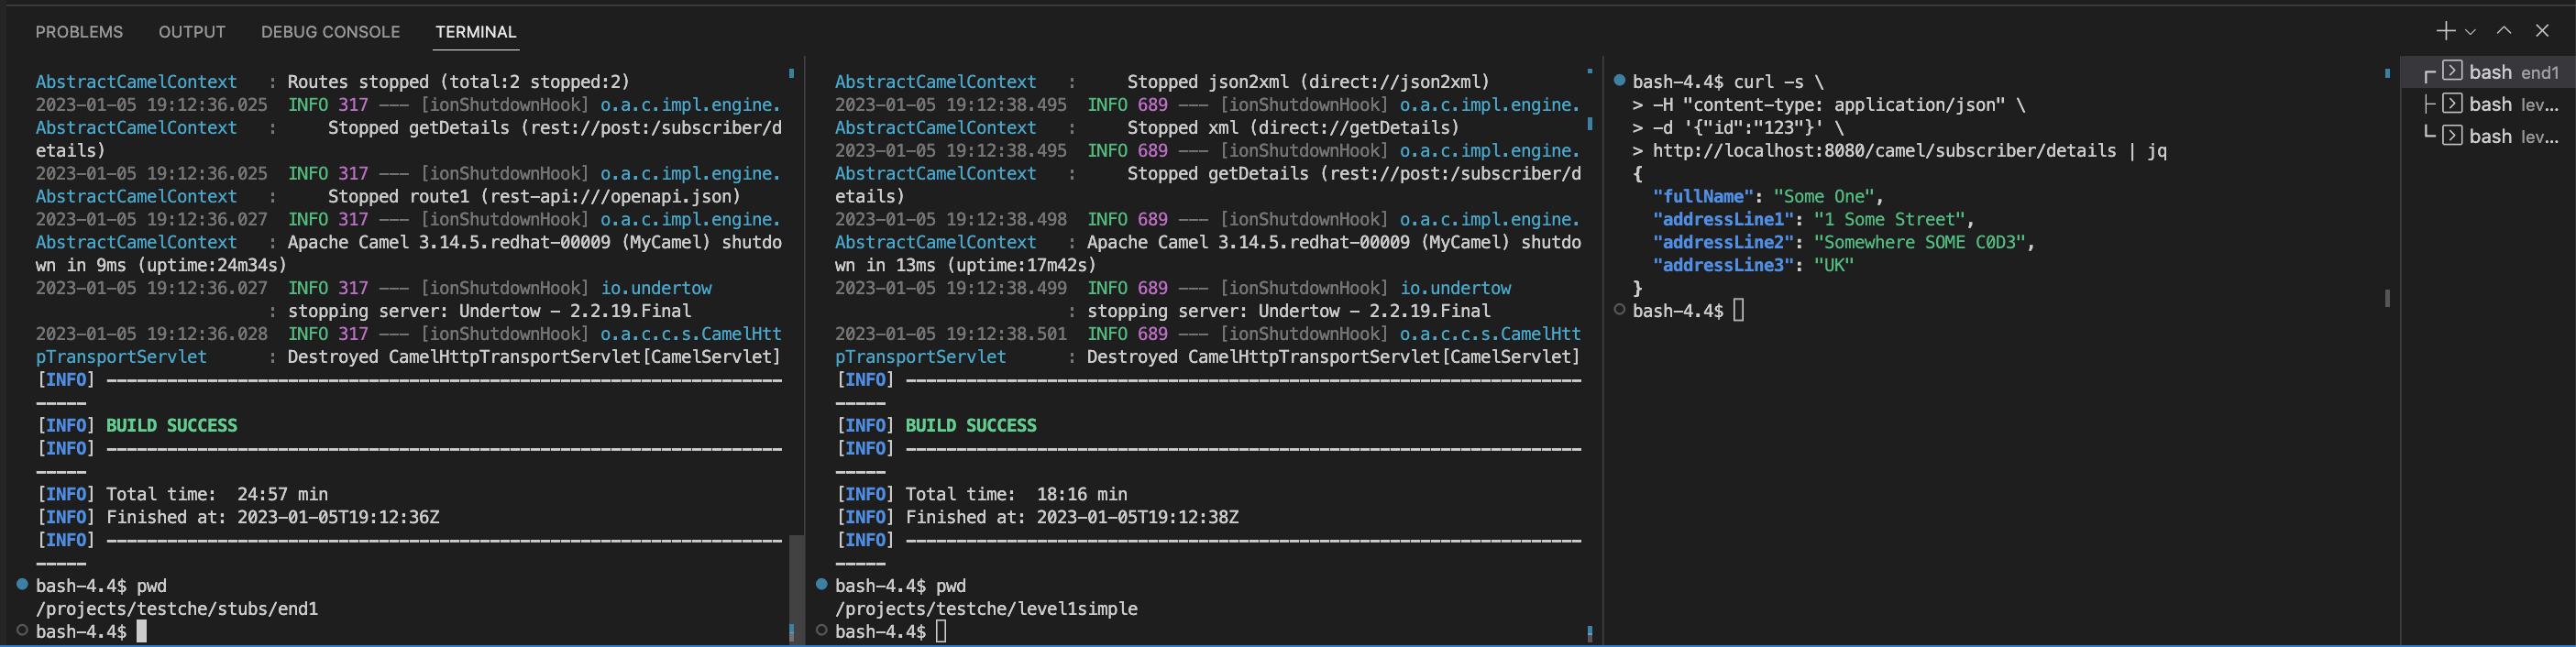 PROBLEMS OUTPUT DEBUG CONSOLE TERMINAL
AbstractCamelContext : Routes stopped (total:2 stopped:2)
2023-01-05 19:12:36.025 INFO 317 --- [ionShutdownHook] o.a.c.impl.engine.
AbstractCamelContext : Stopped getDetails (rest://post:/subscriber/d
etails)
2023-01-05 19:12:36.025 INFO 317 --- [ionShutdownHook] o.a.c.impl.engine.
AbstractCamelContext : Stopped route1 (rest-api:///openapi.json)
2023-01-05 19:12:36.027 INFO 317 --- [ionShutdownHook] o.a.c.impl.engine.
AbstractCamelContext : Apache Camel 3.14.5.redhat-00009 (MyCamel) shutdo
wn in 9ms (uptime:24m34s)
2023-01-05 19:12:36.027 INFO 317 --- [ionShutdownHook] io.undertow
: stopping server: Undertow - 2.2.19.Final
2023-01-05 19:12:36.028 INFO 317 --- [ionShutdownHook] o.a.c.c.s.CamelHtt
pTransportServlet : Destroyed CamelHttpTransportServlet[CamelServlet]
[INFO] -------------------------------------------------------------------
-----
[INFO] BUILD SUCCESS
[INFO] -------------------------------------------------------------------
-----
[INFO] Total time: 24:57 min
[INFO] Finished at: 2023-01-05T19:12:36Z
[INFO] -------------------------------------------------------------------
-----
bash-4.4$ pwd
/projects/testche/stubs/end1
bash-4.4$
AbstractCamelContext : Stopped json2xml (direct://json2xml)
2023-01-05 19:12:38.495 INFO 689 --- [ionShutdownHook] o.a.c.impl.engine.
AbstractCamelContext : Stopped xml (direct://getDetails)
2023-01-05 19:12:38.495 INFO 689 --- [ionShutdownHook] o.a.c.impl.engine.
AbstractCamelContext : Stopped getDetails (rest://post:/subscriber/d
etails)
2023-01-05 19:12:38.498 INFO 689 --- [ionShutdownHook] o.a.c.impl.engine.
AbstractCamelContext : Apache Camel 3.14.5.redhat-00009 (MyCamel) shutdo
wn in 13ms (uptime:17m42s)
2023-01-05 19:12:38.499 INFO 689 --- [ionShutdownHook] io.undertow
: stopping server: Undertow - 2.2.19.Final
2023-01-05 19:12:38.501 INFO 689 --- [ionShutdownHook] o.a.c.c.s.CamelHtt
pTransportServlet : Destroyed CamelHttpTransportServlet[CamelServlet]
[INFO] -------------------------------------------------------------------
-----
[INFO] BUILD SUCCESS
[INFO] -------------------------------------------------------------------
-----
[INFO] Total time: 18:16 min
[INFO] Finished at: 2023-01-05T19:12:38Z
[INFO] -------------------------------------------------------------------
-----
bash-4.4$ pwd
/projects/testche/level1simple
bash-4.4$
bash-4.4$ curl -s \
> -H "content-type: application/json" \
> -d '{"id":"123"}' \
> http://localhost:8080/camel/subscriber/details | jq
{
"fullName": "Some One",
"addressLine1": "1 Some Street",
"addressLine2": "Somewhere SOME C0D3",
"addressLine3": "UK"
}
bash-4.4$
bash end1
bash lev...
bash lev...